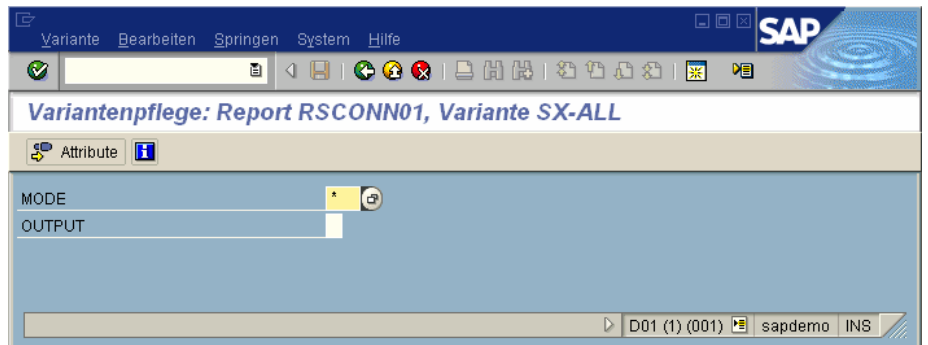 Variante Bearbeiten Springen System Hilfe
SAP
Variantenpflege: Report RSCONN01, Variante SX-ALL
Attribute
MODE *
OUTPUT
D01 (1) (001) sapdemo INS